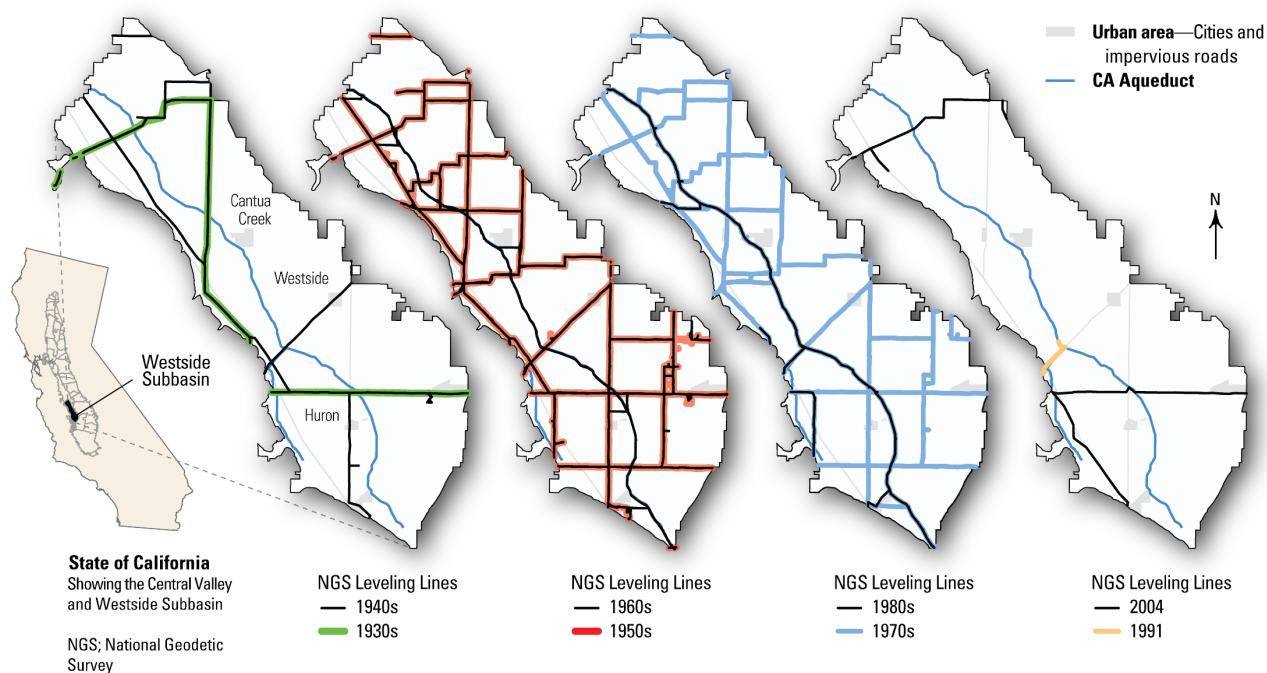 Urban area—Cities and
impervious roads
CA Aqueduct
N
Cantua
Creek
Westside
Huron
Westside
Subbasin
State of California
Showing the Central Valley
and Westside Subbasin
NGS; National Geodetic
Survey
NGS Leveling Lines
1940s
1930s
NGS Leveling Lines
1960s
1950s
NGS Leveling Lines
1980s
1970s
NGS Leveling Lines
2004
1991